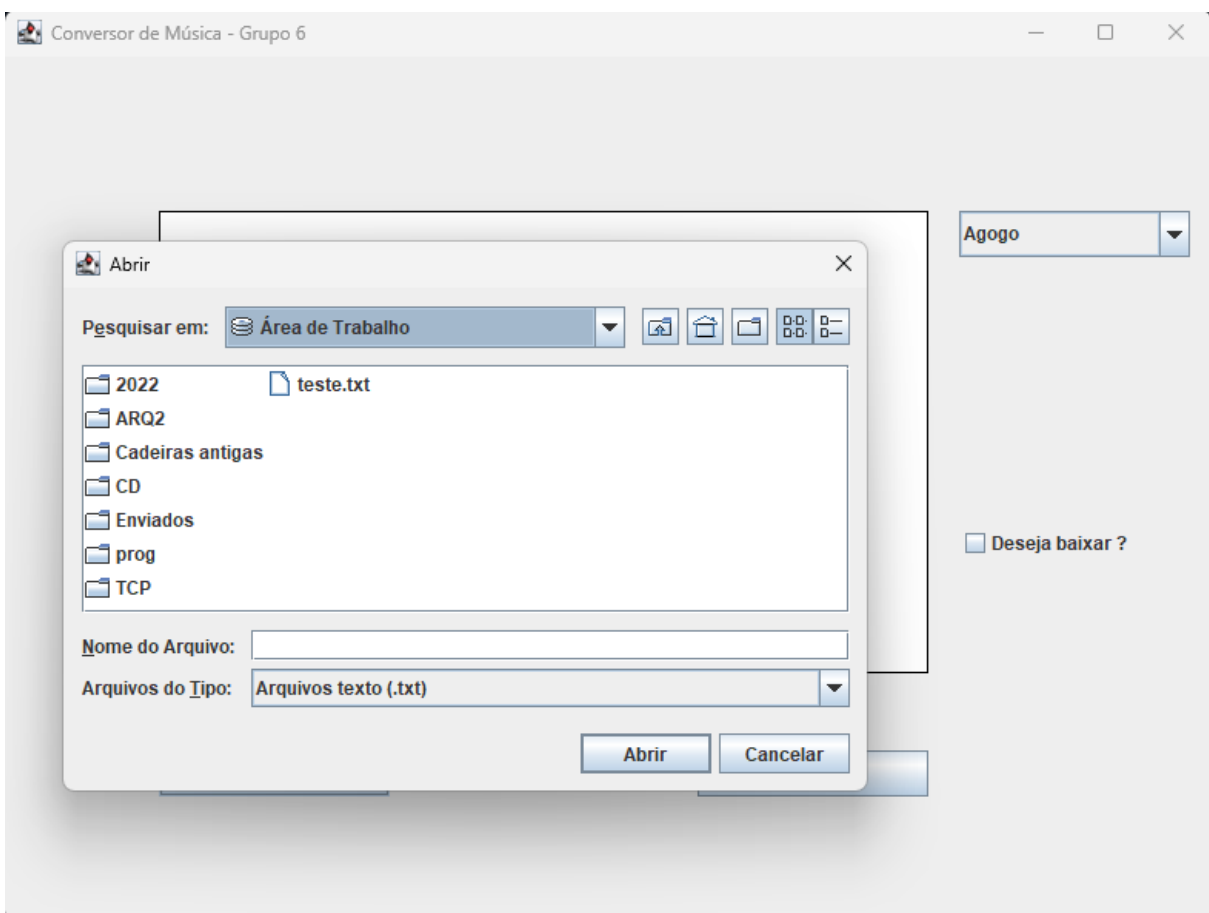 Conversor de Música - Grupo 6
Agogo
Abrir
Pesquisar em: Área de Trabalho
2022 teste.txt
ARQ2
Cadeiras antigas
CD
Enviados
prog
TCP
Deseja baixar ?
Nome do Arquivo:
Arquivos do Tipo: Arquivos texto (.txt)
Abrir Cancelar